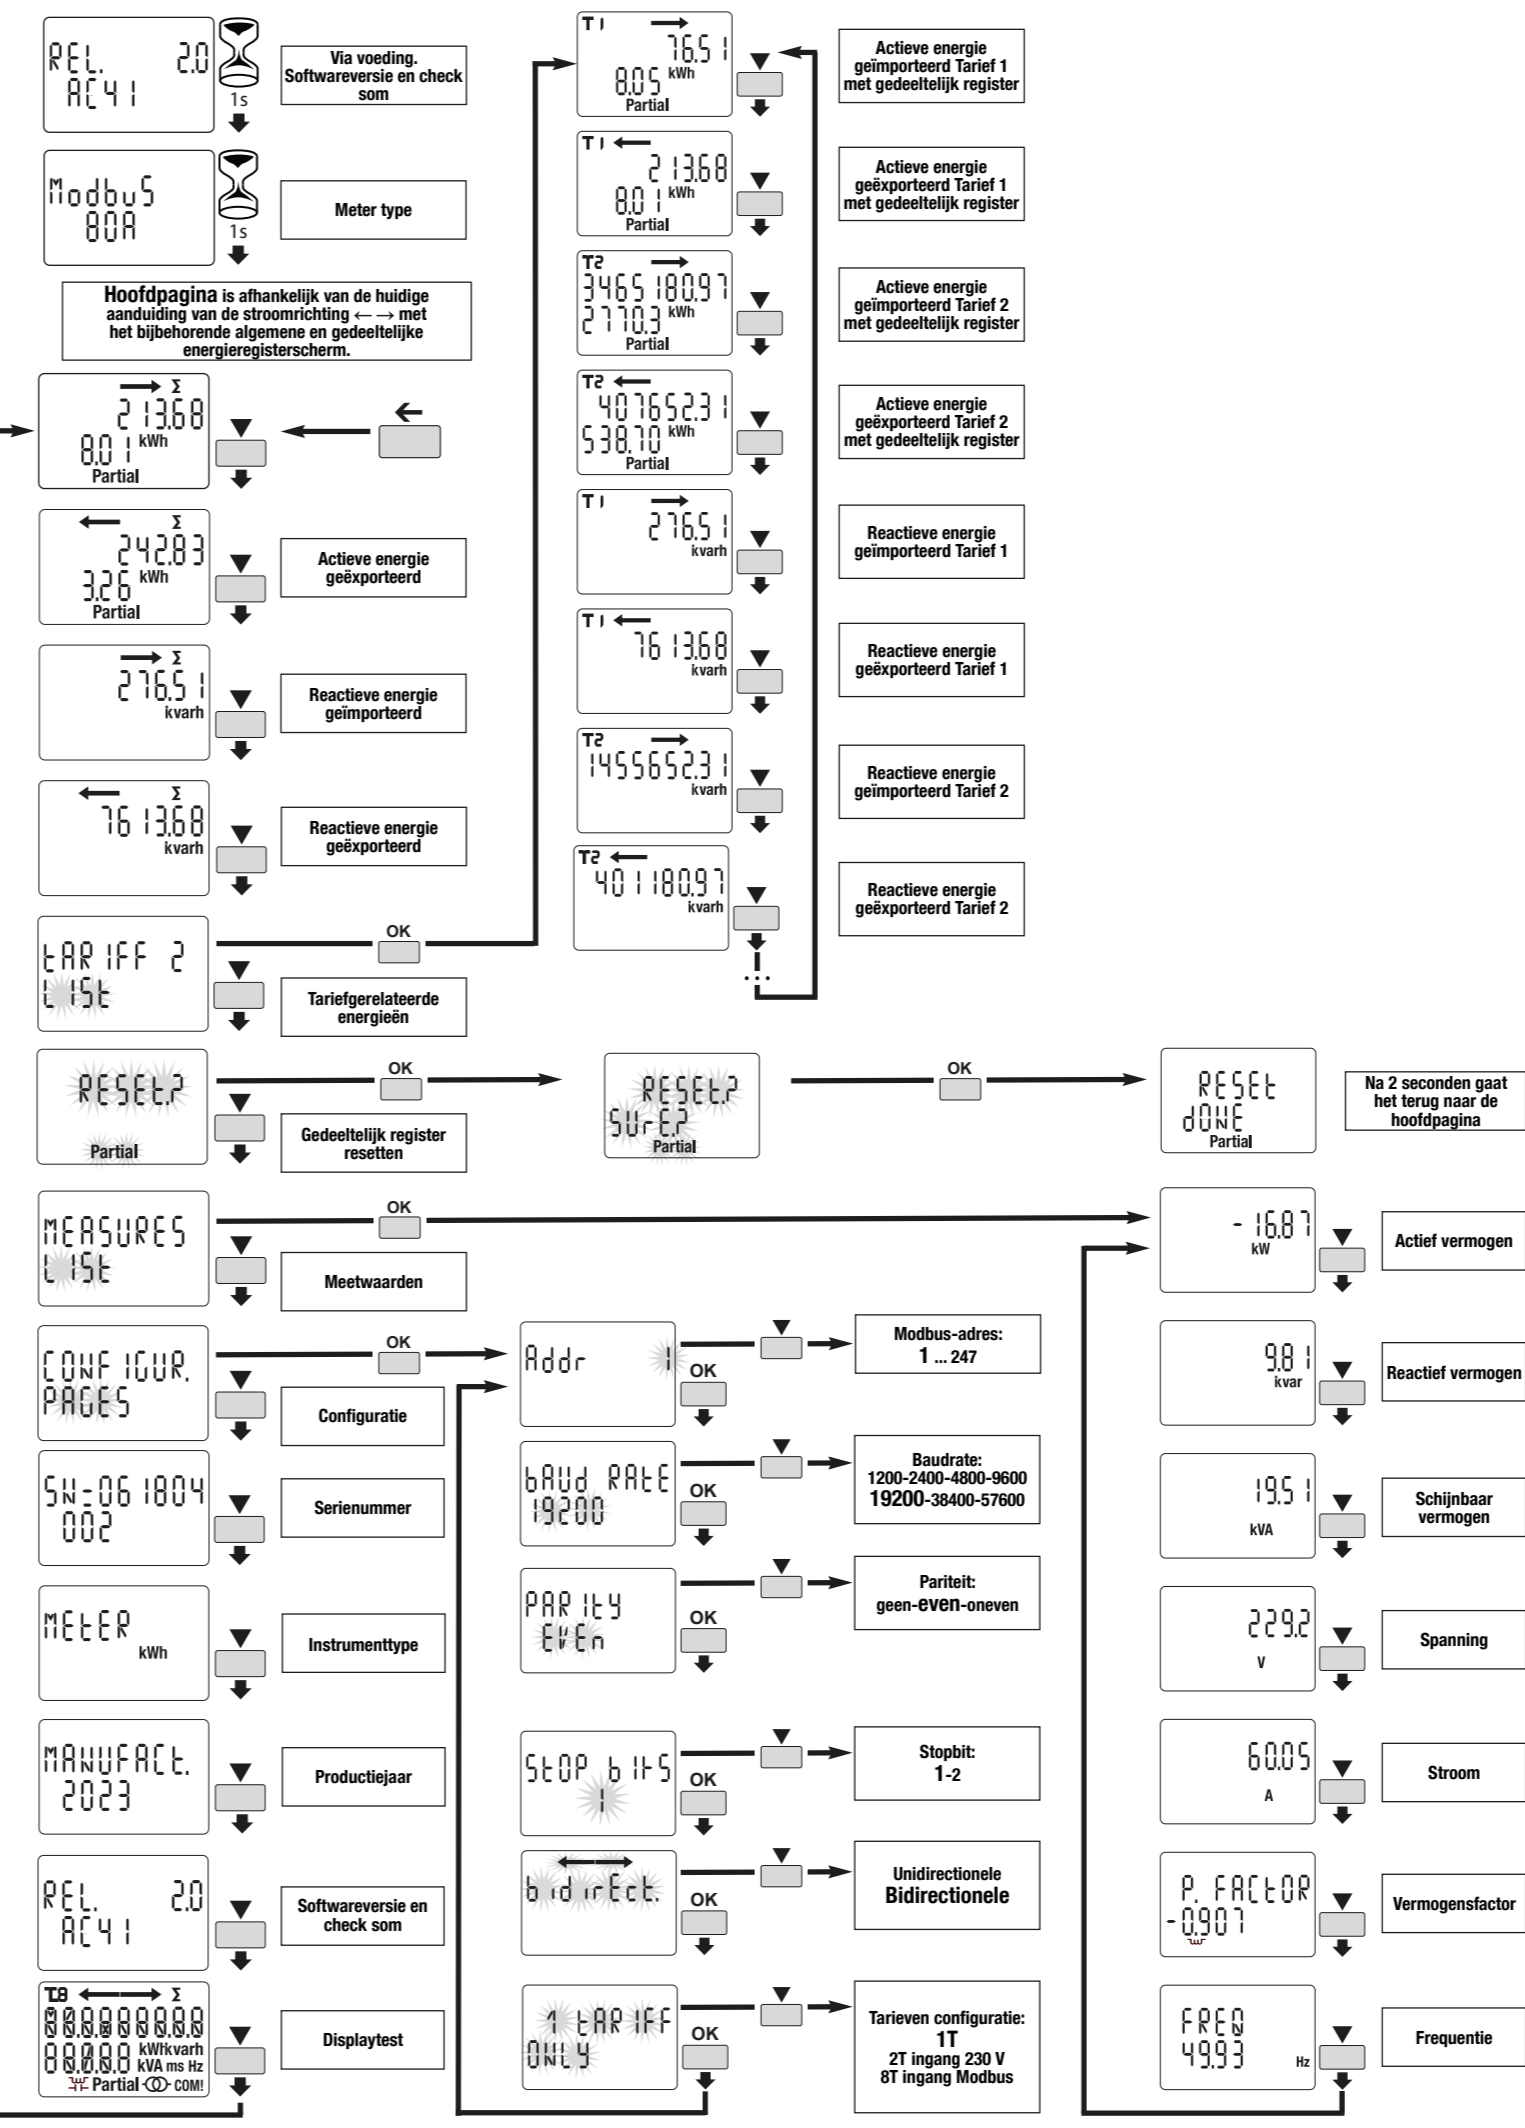 REL. 2.0
AC41
1s
Via voeding.
Softwareversie en check
som
Modbus
80A
1s
Meter type
Hoofdpagina is afhankelijk van de huidige
aanduiding van de stroomrichting ←→ met
het bijbehorende algemene en gedeeltelijke
energieregisterscherm.
→ Σ
213.68
8.01 kWh
Partial
←
← Σ
242.83
3.26 kWh
Partial
Actieve energie
geëxporteerd
→ Σ
276.51
kvarh
Reactieve energie
geïmporteerd
← Σ
7613.68
kvarh
Reactieve energie
geëxporteerd
tARIFF 2
LISt
OK
Tariefgerelateerde
energieën
T1 →
76.51
8.05 kWh
Partial
Actieve energie
geïmporteerd Tarief 1
met gedeeltelijk register
T1 ←
213.68
8.01 kWh
Partial
Actieve energie
geëxporteerd Tarief 1
met gedeeltelijk register
T2 →
3465180.97
2770.3 kWh
Partial
Actieve energie
geïmporteerd Tarief 2
met gedeeltelijk register
T2 ←
407652.31
538.70 kWh
Partial
Actieve energie
geëxporteerd Tarief 2
met gedeeltelijk register
T1 →
276.51
kvarh
Reactieve energie
geïmporteerd Tarief 1
T1 ←
7613.68
kvarh
Reactieve energie
geëxporteerd Tarief 1
T2 →
1455652.31
kvarh
Reactieve energie
geïmporteerd Tarief 2
T2 ←
401180.97
kvarh
Reactieve energie
geëxporteerd Tarief 2
...
RESEt.?
Partial
OK
Gedeeltelijk register
resetten
RESEt.?
SUrE.?
Partial
OK
RESEt
dONE
Partial
Na 2 seconden gaat
het terug naar de
hoofdpagina
MEASURES
LISt
OK
Meetwaarden
CONFIGUR.
PAGES
OK
Configuratie
SN=061804
002
Serienummer
MEtER
kWh
Instrumenttype
MANUFACt.
2023
Productiejaar
REL. 2.0
AC41
Softwareversie en
check som
T.8 ←→ Σ
kWhkvarh
kVA ms Hz
Partial COM!
Displaytest
Addr 1
OK
Modbus-adres:
1 ... 247
bAUd RAtE
19200
OK
Baudrate:
1200-2400-4800-9600
19200-38400-57600
PARIty
EVEn
OK
Pariteit:
geen-even-oneven
StOP bItS
1
OK
Stopbit:
1-2
←→
bidirEct.
OK
Unidirectionele
Bidirectionele
1 tARIFF
ONLY
OK
Tarieven configuratie:
1T
2T ingang 230 V
8T ingang Modbus
-16.87
kW
Actief vermogen
9.81
kvar
Reactief vermogen
19.51
kVA
Schijnbaar
vermogen
229.2
V
Spanning
60.05
A
Stroom
P. FACtOR
-0.907
Vermogensfactor
FREQ
49.93 Hz
Frequentie